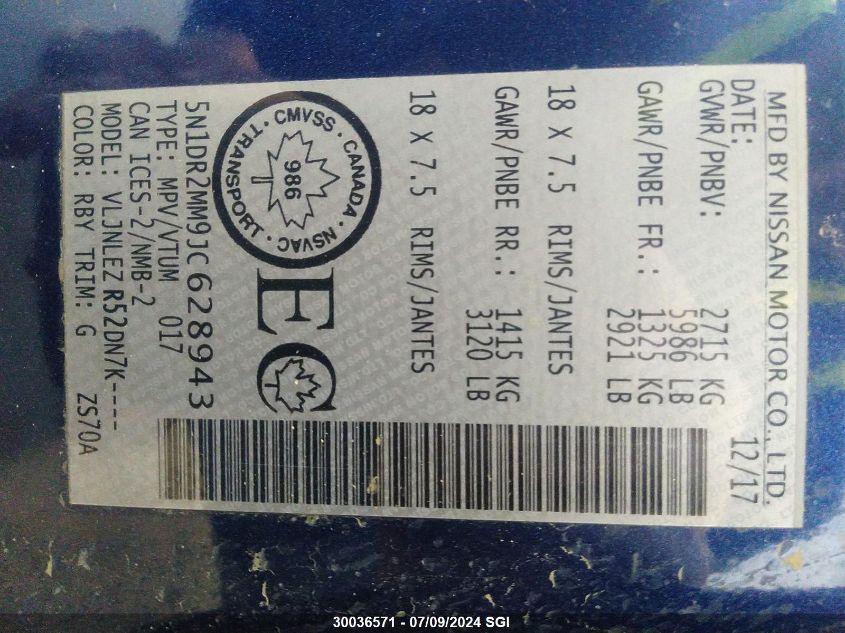 MFD BY NISSAN MOTOR CO., LTD.
DATE: 12/17
GVWR/PNBV: 2715 KG
5986 LB
GAWR/PNBE FR.: 1325 KG
2921 LB
18 X 7.5 RIMS/JANTES
GAWR/PNBE RR.: 1415 KG
3120 LB
18 X 7.5 RIMS/JANTES
CMVSS · CANADA · NSVAC · TRANSPORT ·
986
EC
5N1DR2MM9JC628943
TYPE: MPV/VTUM 017
CAN ICES-2/NMB-2
MODEL: VLJNLEZ R52DN7K----
COLOR: RBY TRIM: G ZS70A
30036571 - 07/09/2024 SGI